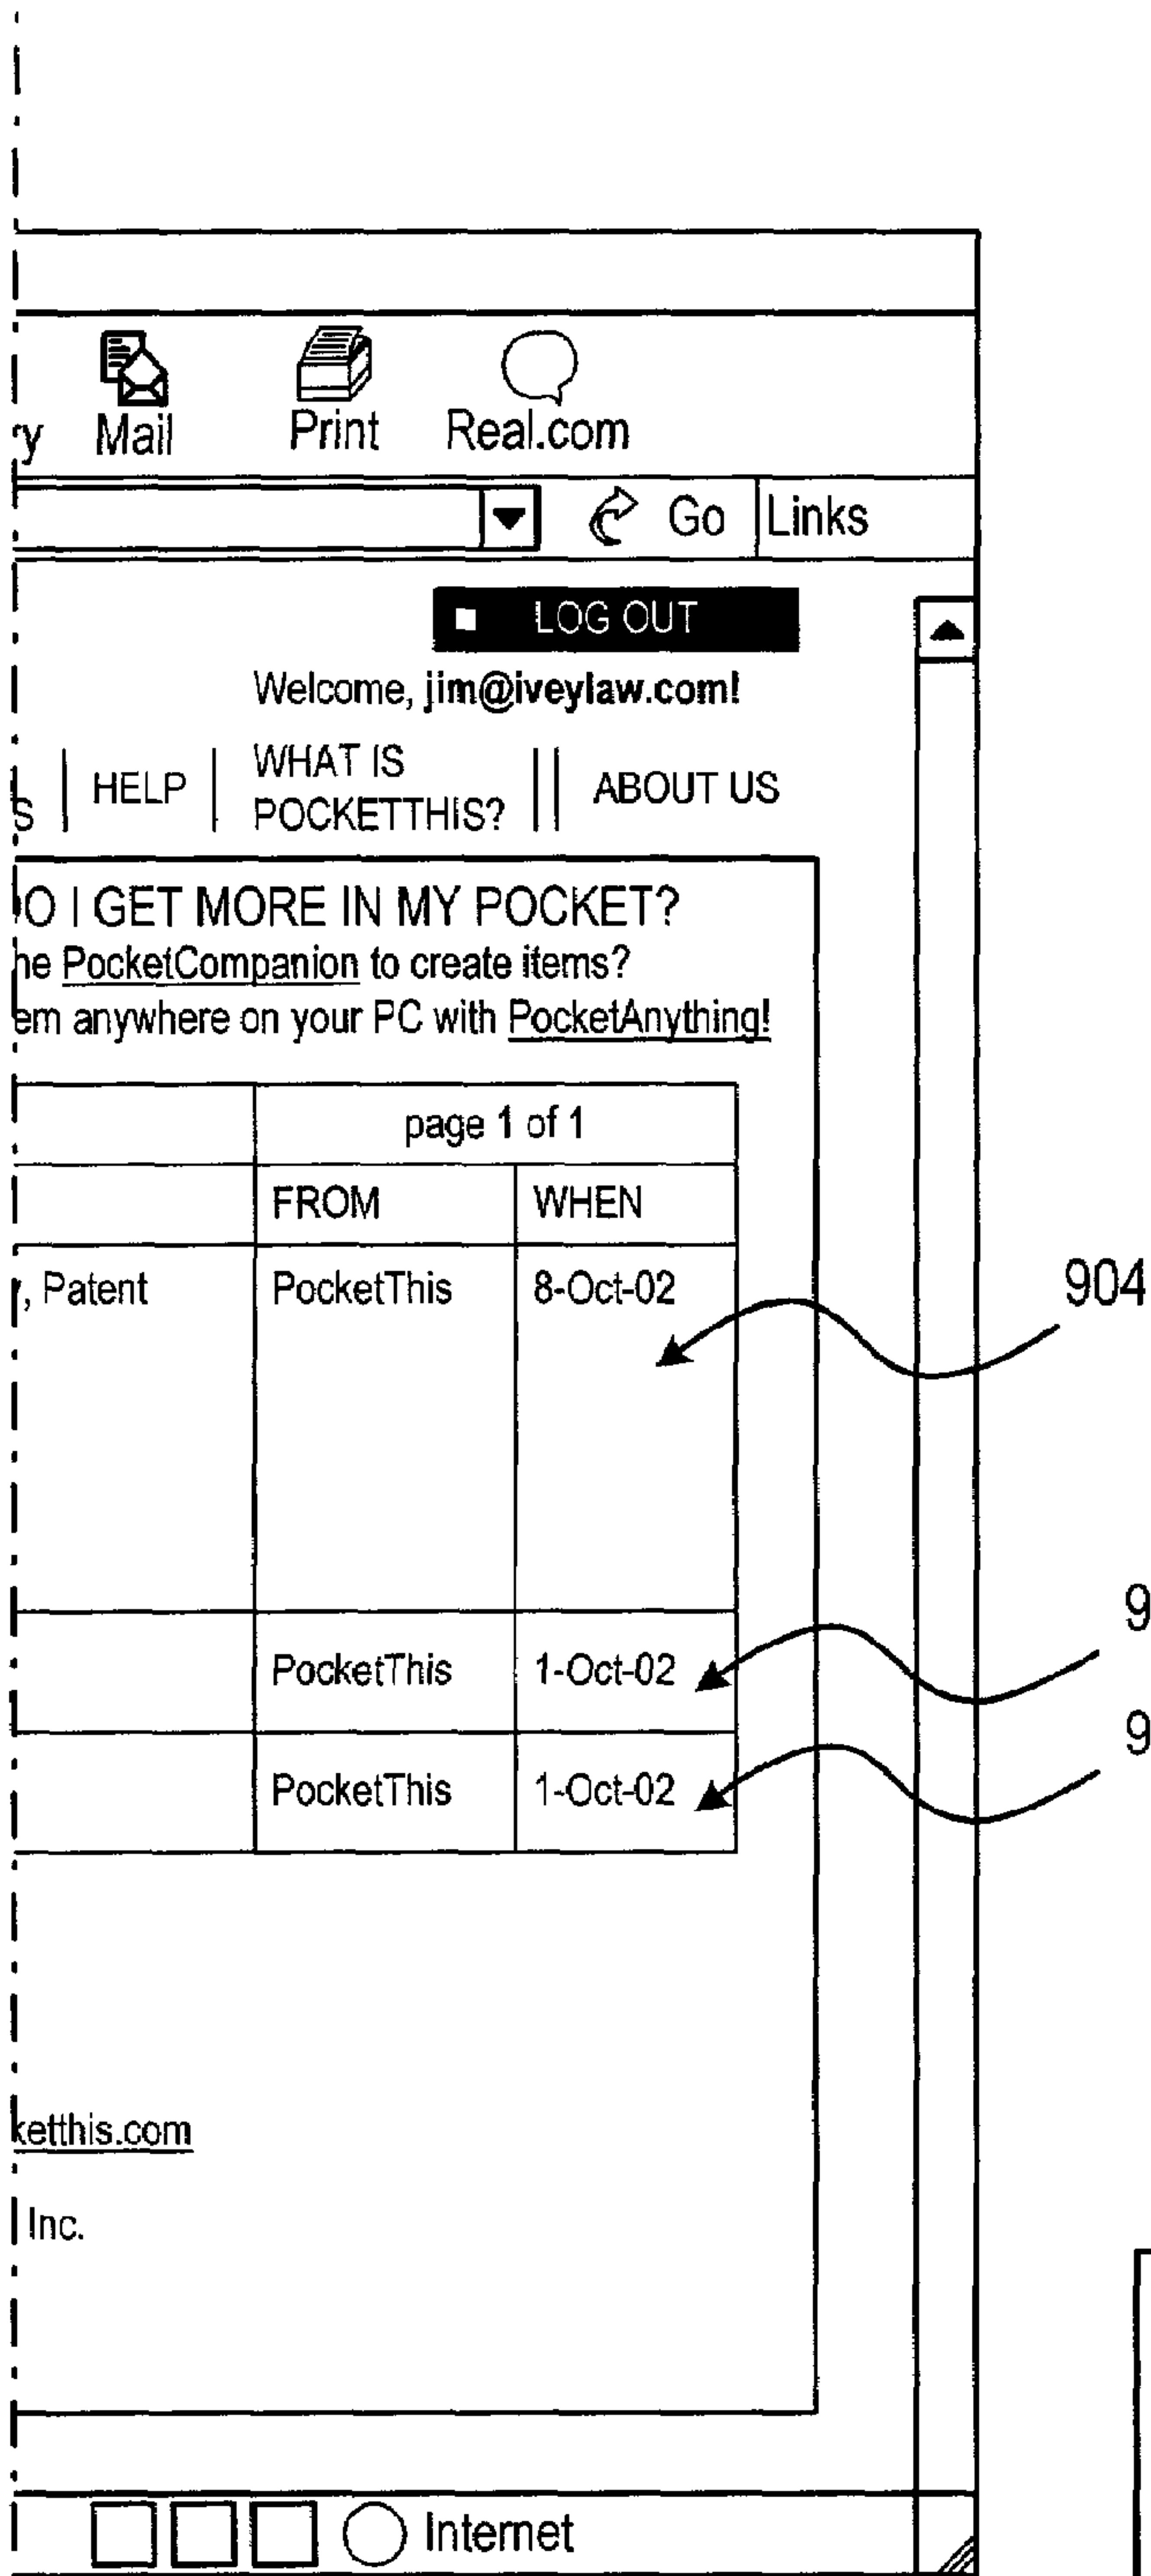 Mail Print Real.com
Go Links
LOG OUT
Welcome, jim@iveylaw.com!
HELP WHAT IS POCKETTHIS? ABOUT US
O I GET MORE IN MY POCKET?
he PocketCompanion to create items?
em anywhere on your PC with PocketAnything!
page 1 of 1
FROM WHEN
, Patent PocketThis 8-Oct-02
904
9
PocketThis 1-Oct-02
9
PocketThis 1-Oct-02
ketthis.com
Inc.
Internet